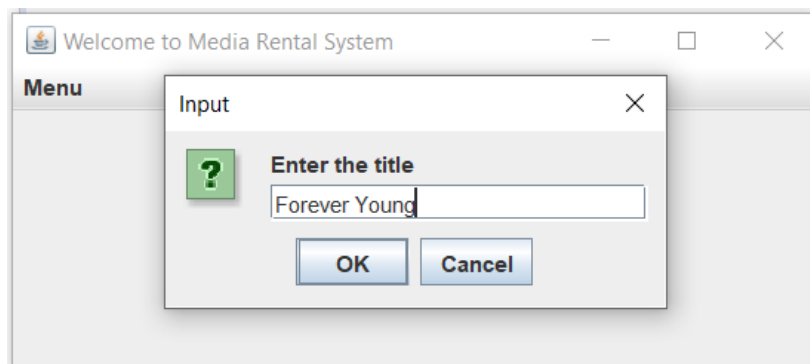 Welcome to Media Rental System
Menu
Input
?
Enter the title
Forever Young
OK Cancel